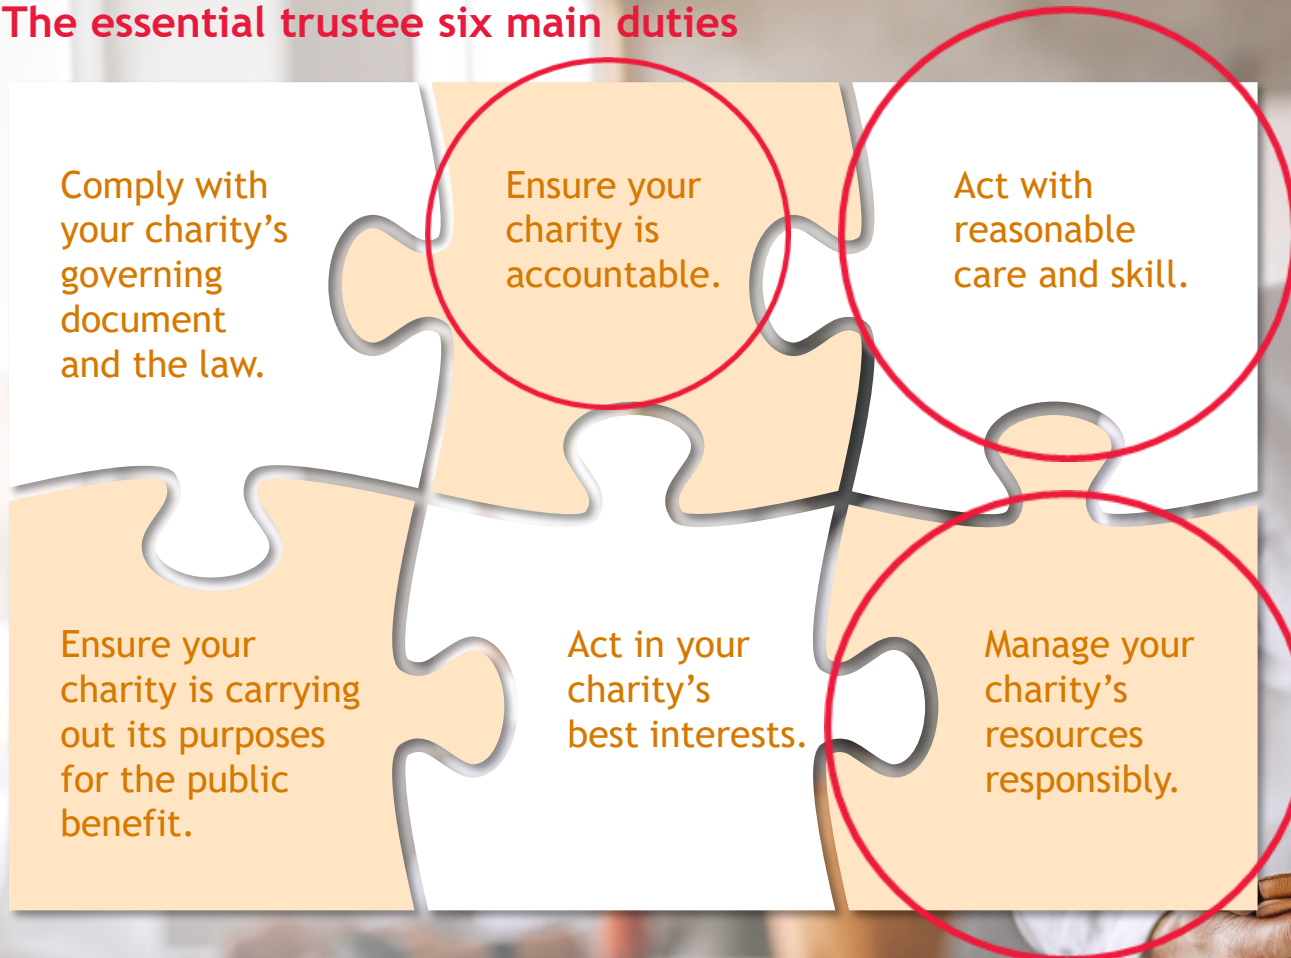 The essential trustee six main duties
Comply with
your charity’s
governing
document
and the law.
Ensure your
charity is
accountable.
Act with
reasonable
care and skill.
Ensure your
charity is carrying
out its purposes
for the public
benefit.
Act in your
charity’s
best interests.
Manage your
charity’s
resources
responsibly.